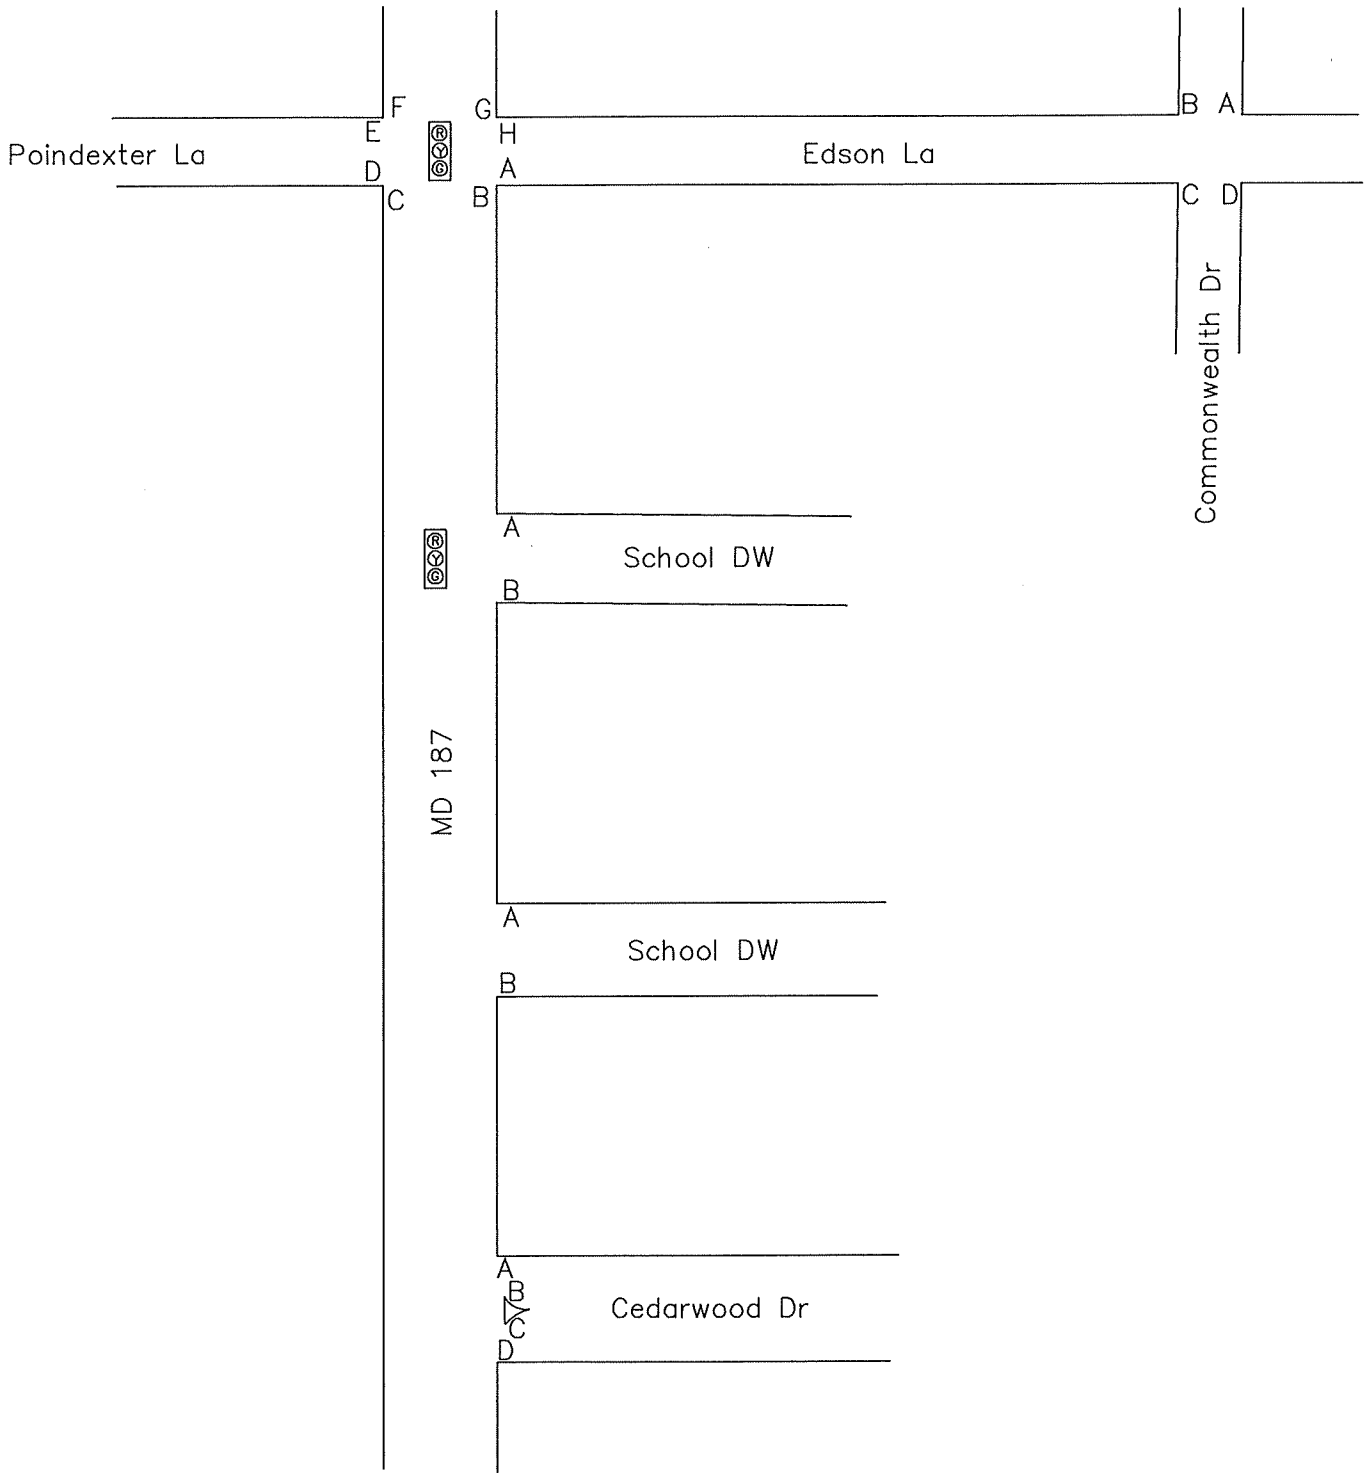 F G B A
E R H
Poindexter La Y Edson La
D G A
C B C D
Commonwealth Dr
A
R
Y School DW
G
B
MD 187
A
School DW
B
A
B
Cedarwood Dr
C
D